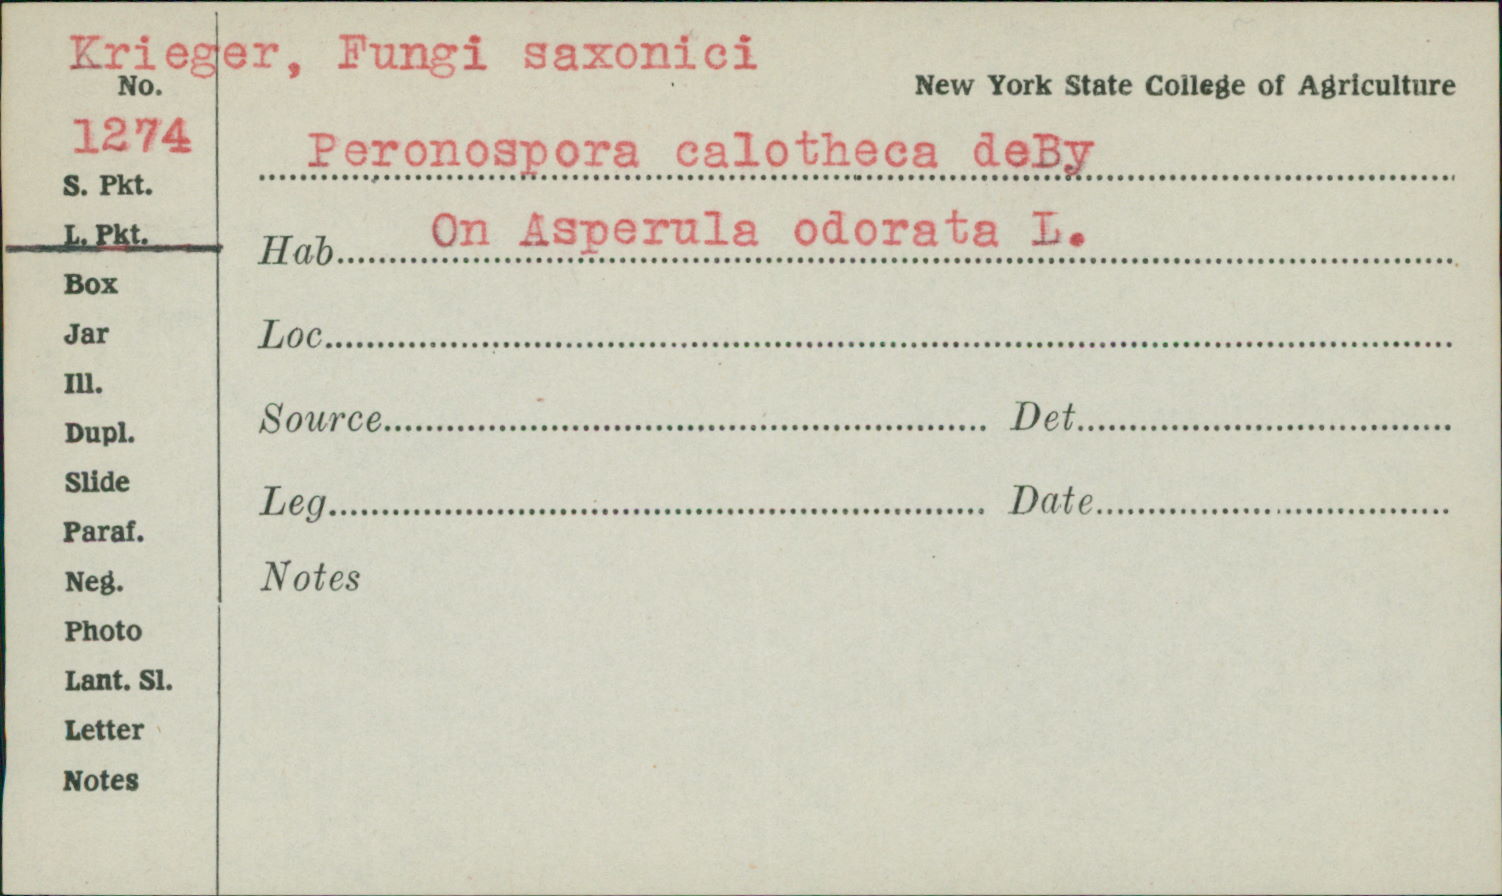 Krieger, Fungi saxonici
No.
New York State College of Agriculture
1274
Peronospora calotheca deBy
S. Pkt.
L. Pkt.
Hab. On Asperula odorata L.
Box
Jar
Loc.
Ill.
Source Det.
Dupl.
Slide
Leg. Date
Paraf.
Neg.
Notes
Photo
Lant. Sl.
Letter
Notes